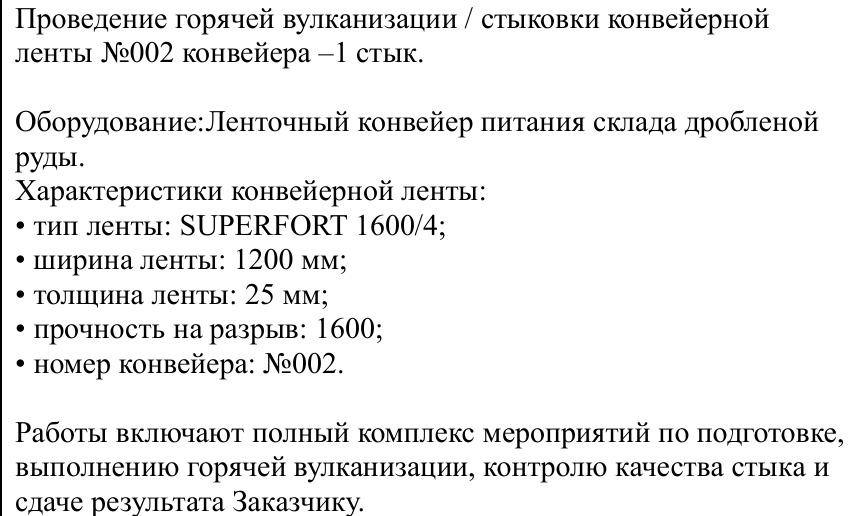 Проведение горячей вулканизации / стыковки конвейерной
ленты №002 конвейера –1 стык.
Оборудование:Ленточный конвейер питания склада дробленой
руды.
Характеристики конвейерной ленты:
• тип ленты: SUPERFORT 1600/4;
• ширина ленты: 1200 мм;
• толщина ленты: 25 мм;
• прочность на разрыв: 1600;
• номер конвейера: №002.
Работы включают полный комплекс мероприятий по подготовке,
выполнению горячей вулканизации, контролю качества стыка и
сдаче результата Заказчику.